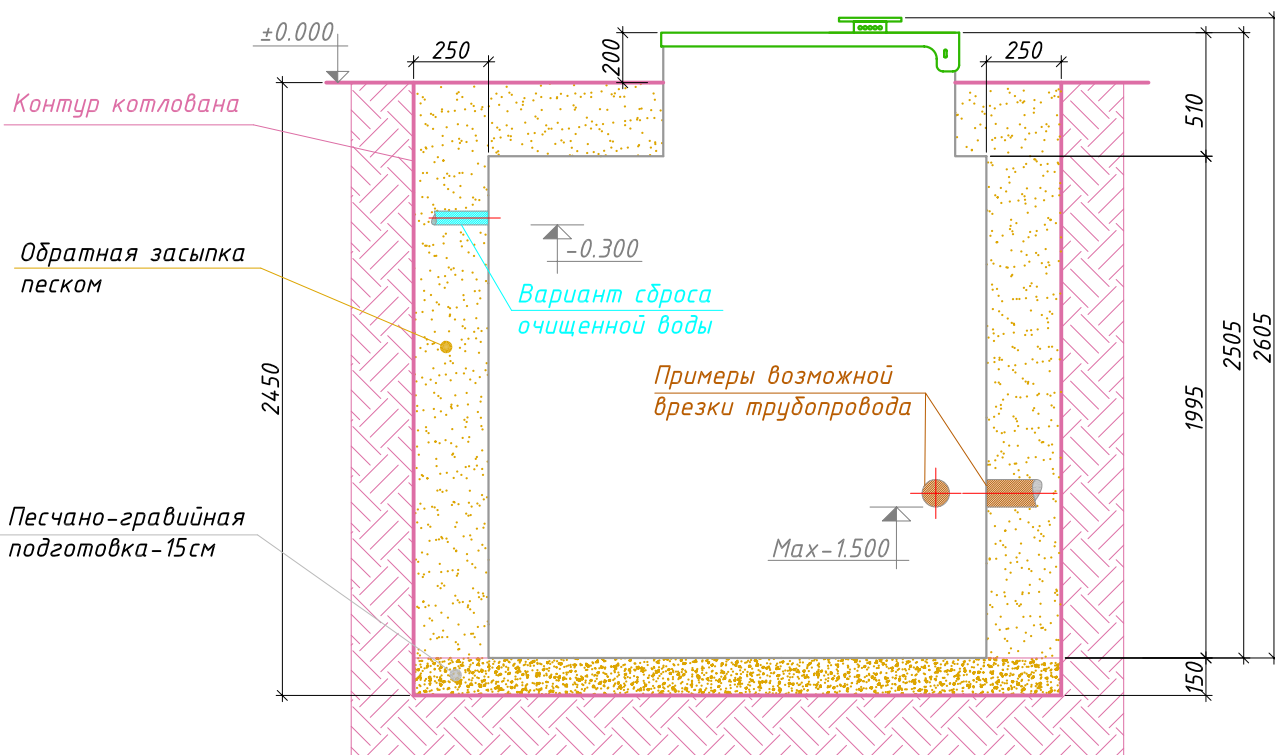 ±0.000
250
200
250
Контур котлована
510
Обратная засыпка
песком
-0.300
Вариант сброса
очищенной воды
2450
Примеры возможной
врезки трубопровода
1995
2505
2605
Песчано-гравийная
подготовка-15см
Max-1.500
150